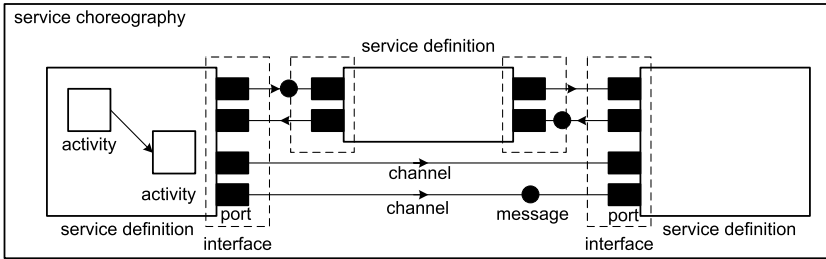 service choreography
service definition
activity
activity
channel
port
channel
message
port
service definition
interface
interface
service definition